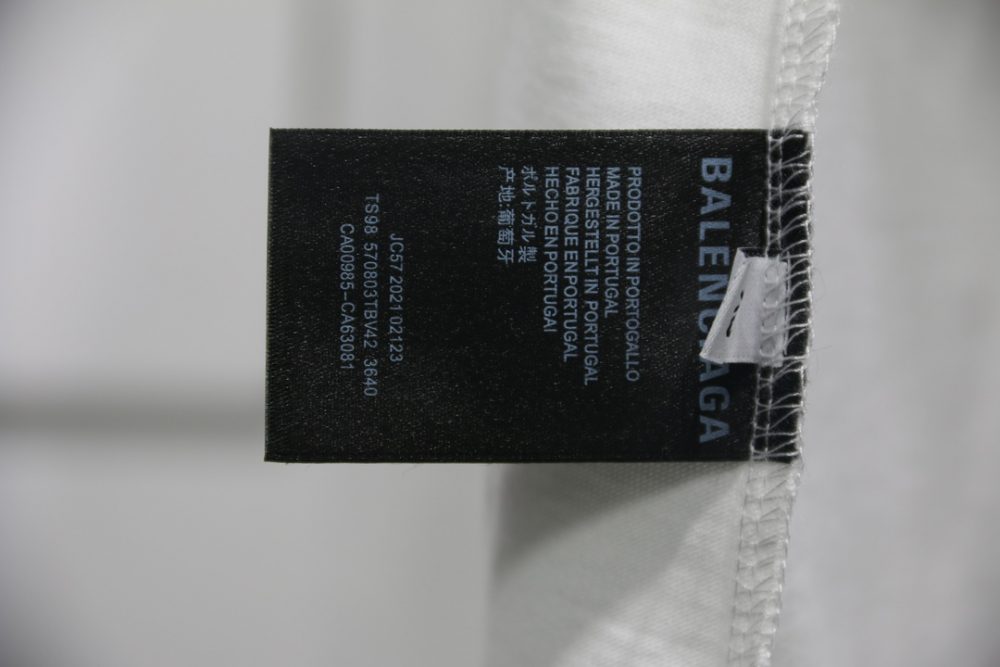 BALENCIAGA
PRODOTTO IN PORTOGALLO
MADE IN PORTUGAL
HERGESTELLT IN PORTUGAL
FABRIQUE EN PORTUGAL
HECHO EN PORTUGAl
ポルトガル製
产地:葡萄牙
JC57 2021 02123
TS98 570803TBV42 3640
CA00985-CA63081